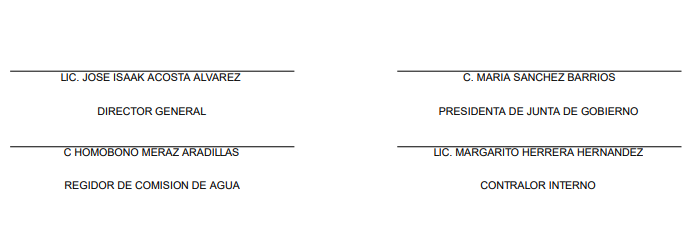 LIC. JOSE ISAAK ACOSTA ALVAREZ
C. MARIA SANCHEZ BARRIOS
DIRECTOR GENERAL
PRESIDENTA DE JUNTA DE GOBIERNO
C HOMOBONO MERAZ ARADILLAS
LIC. MARGARITO HERRERA HERNANDEZ
REGIDOR DE COMISION DE AGUA
CONTRALOR INTERNO